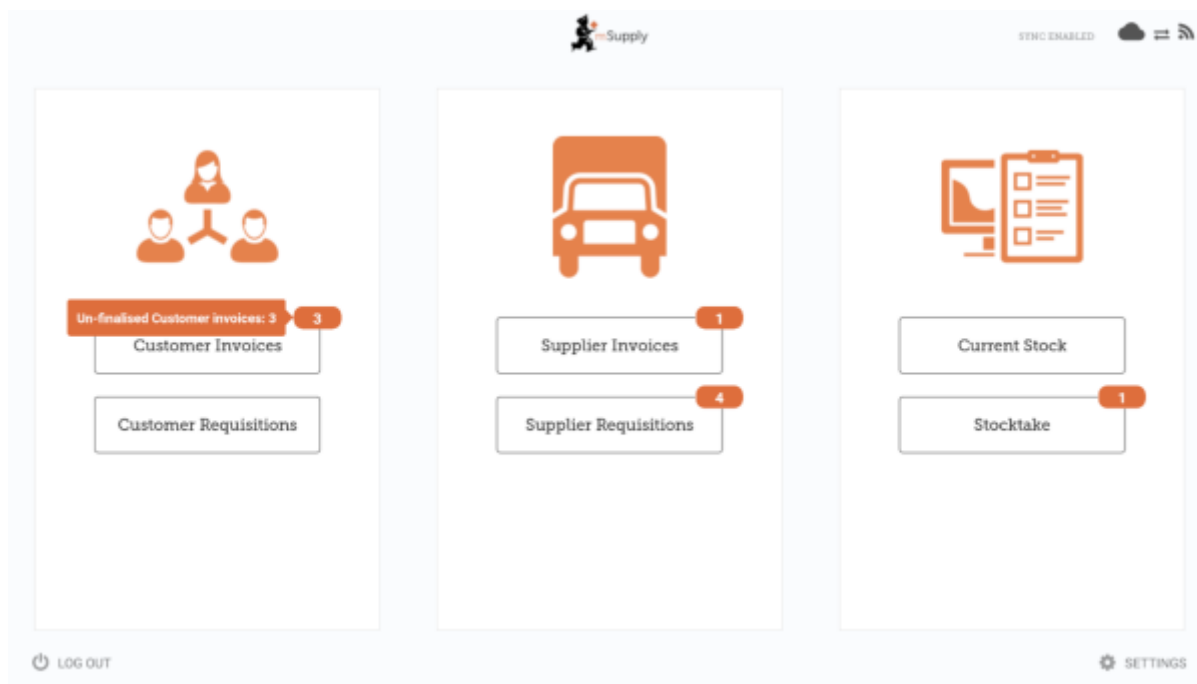 mSupply
SYNC ENABLED
Un-finalised Customer invoices: 3
3
Customer Invoices
Customer Requisitions
1
Supplier Invoices
4
Supplier Requisitions
Current Stock
1
Stocktake
LOG OUT
SETTINGS